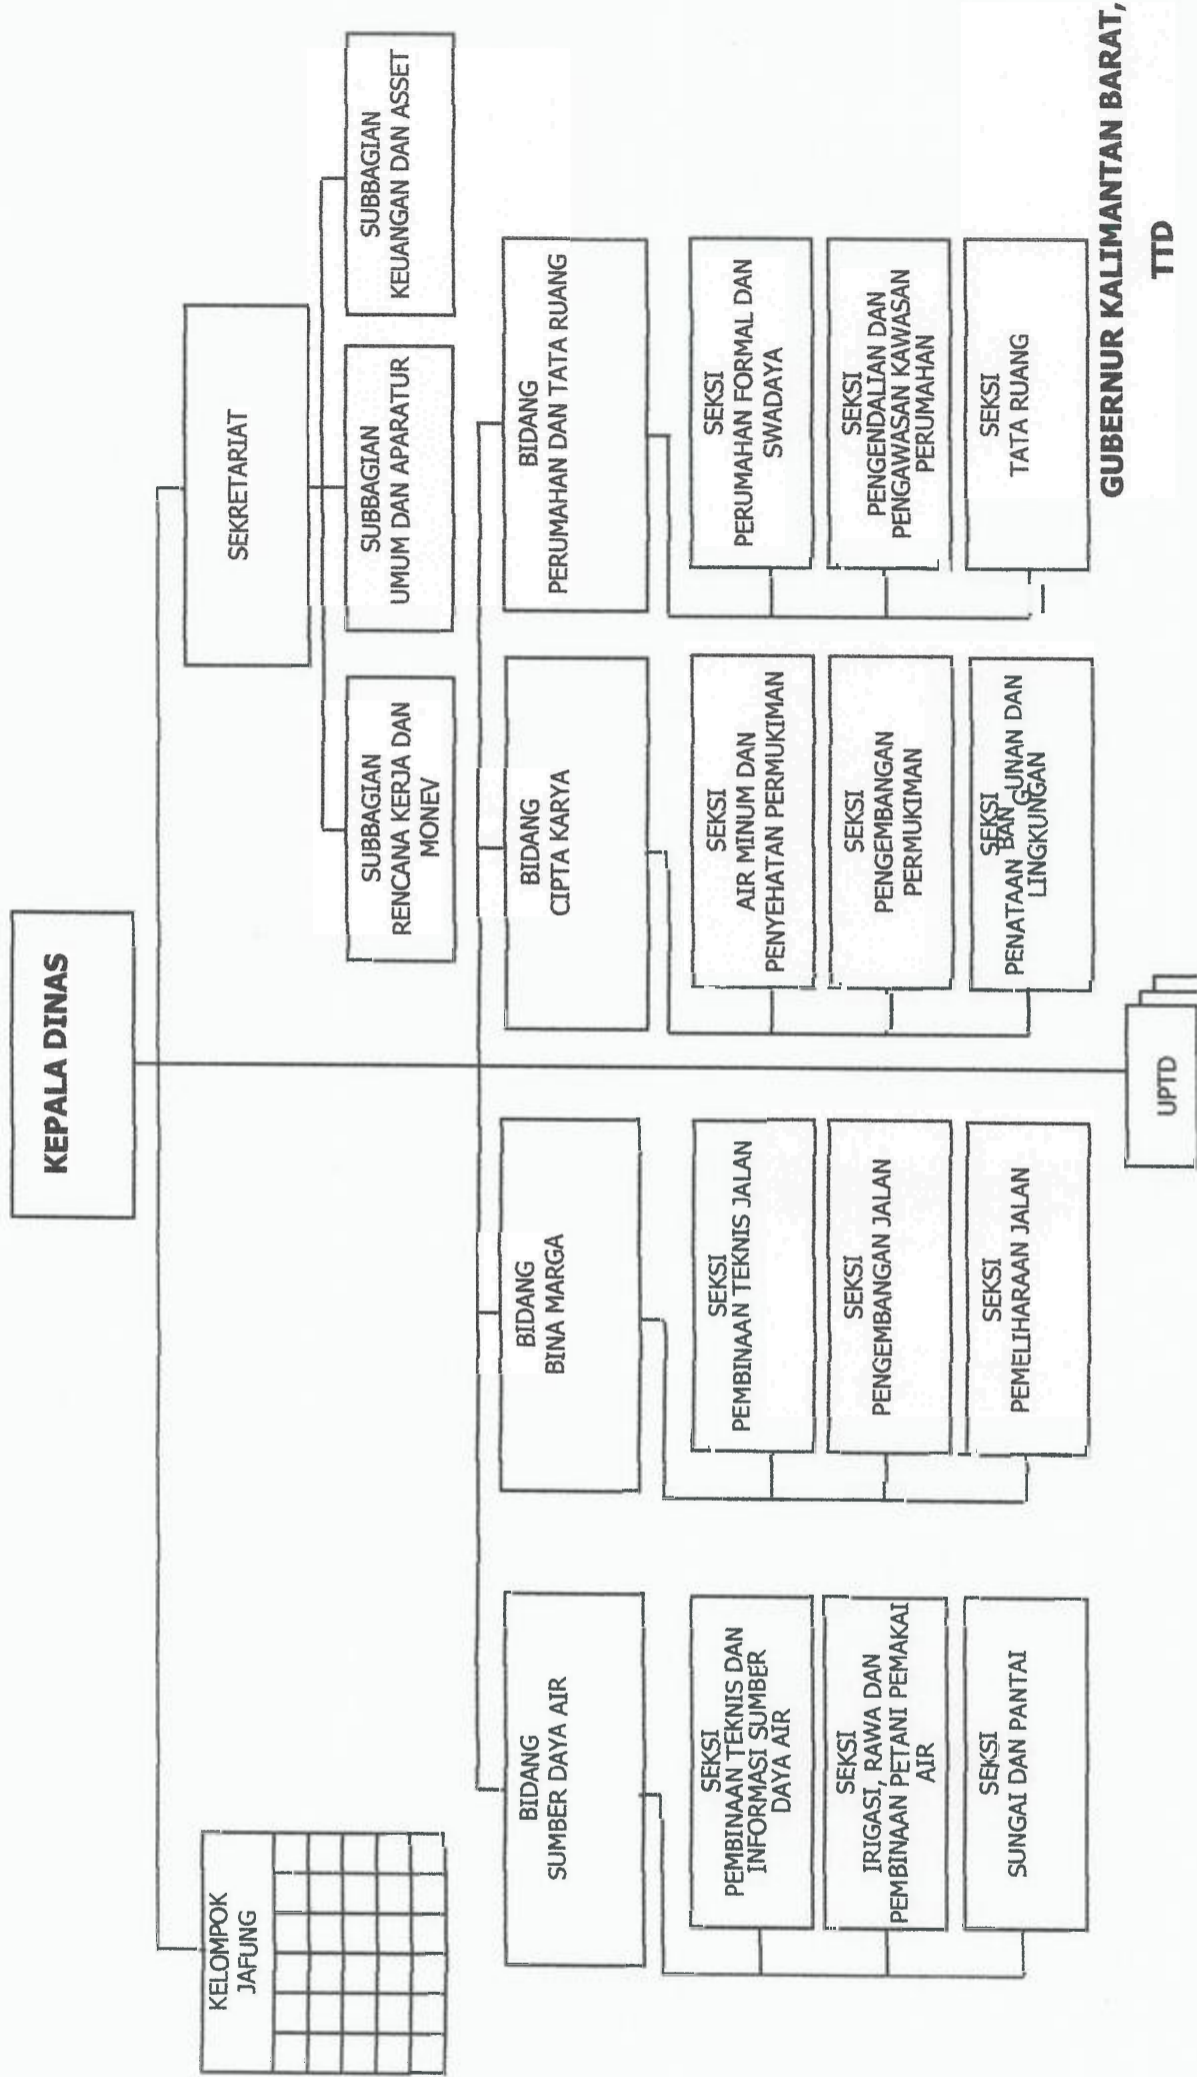 KEPALA DINAS
KELOMPOK
JAFUNG
SEKRETARIAT
SUBBAGIAN
RENCANA KERJA DAN
MONEV
SUBBAGIAN
UMUM DAN APARATUR
SUBBAGIAN
KEUANGAN DAN ASSET
BIDANG
SUMBER DAYA AIR
BIDANG
BINA MARGA
BIDANG
CIPTA KARYA
BIDANG
PERUMAHAN DAN TATA RUANG
SEKSI
PEMBINAAN TEKNIS DAN
INFORMASI SUMBER
DAYA AIR
SEKSI
IRIGASI, RAWA DAN
PEMBINAAN PETANI PEMAKAI
AIR
SEKSI
SUNGAI DAN PANTAI
SEKSI
PEMBINAAN TEKNIS JALAN
SEKSI
PENGEMBANGAN JALAN
SEKSI
PEMELIHARAAN JALAN
SEKSI
AIR MINUM DAN
PENYEHATAN PERMUKIMAN
SEKSI
PENGEMBANGAN
PERMUKIMAN
SEKSI
PENATAAN BANGUNAN DAN
LINGKUNGAN
SEKSI
PERUMAHAN FORMAL DAN
SWADAYA
SEKSI
PENGENDALIAN DAN
PENGAWASAN KAWASAN
PERUMAHAN
SEKSI
TATA RUANG
UPTD
GUBERNUR KALIMANTAN BARAT,
TTD